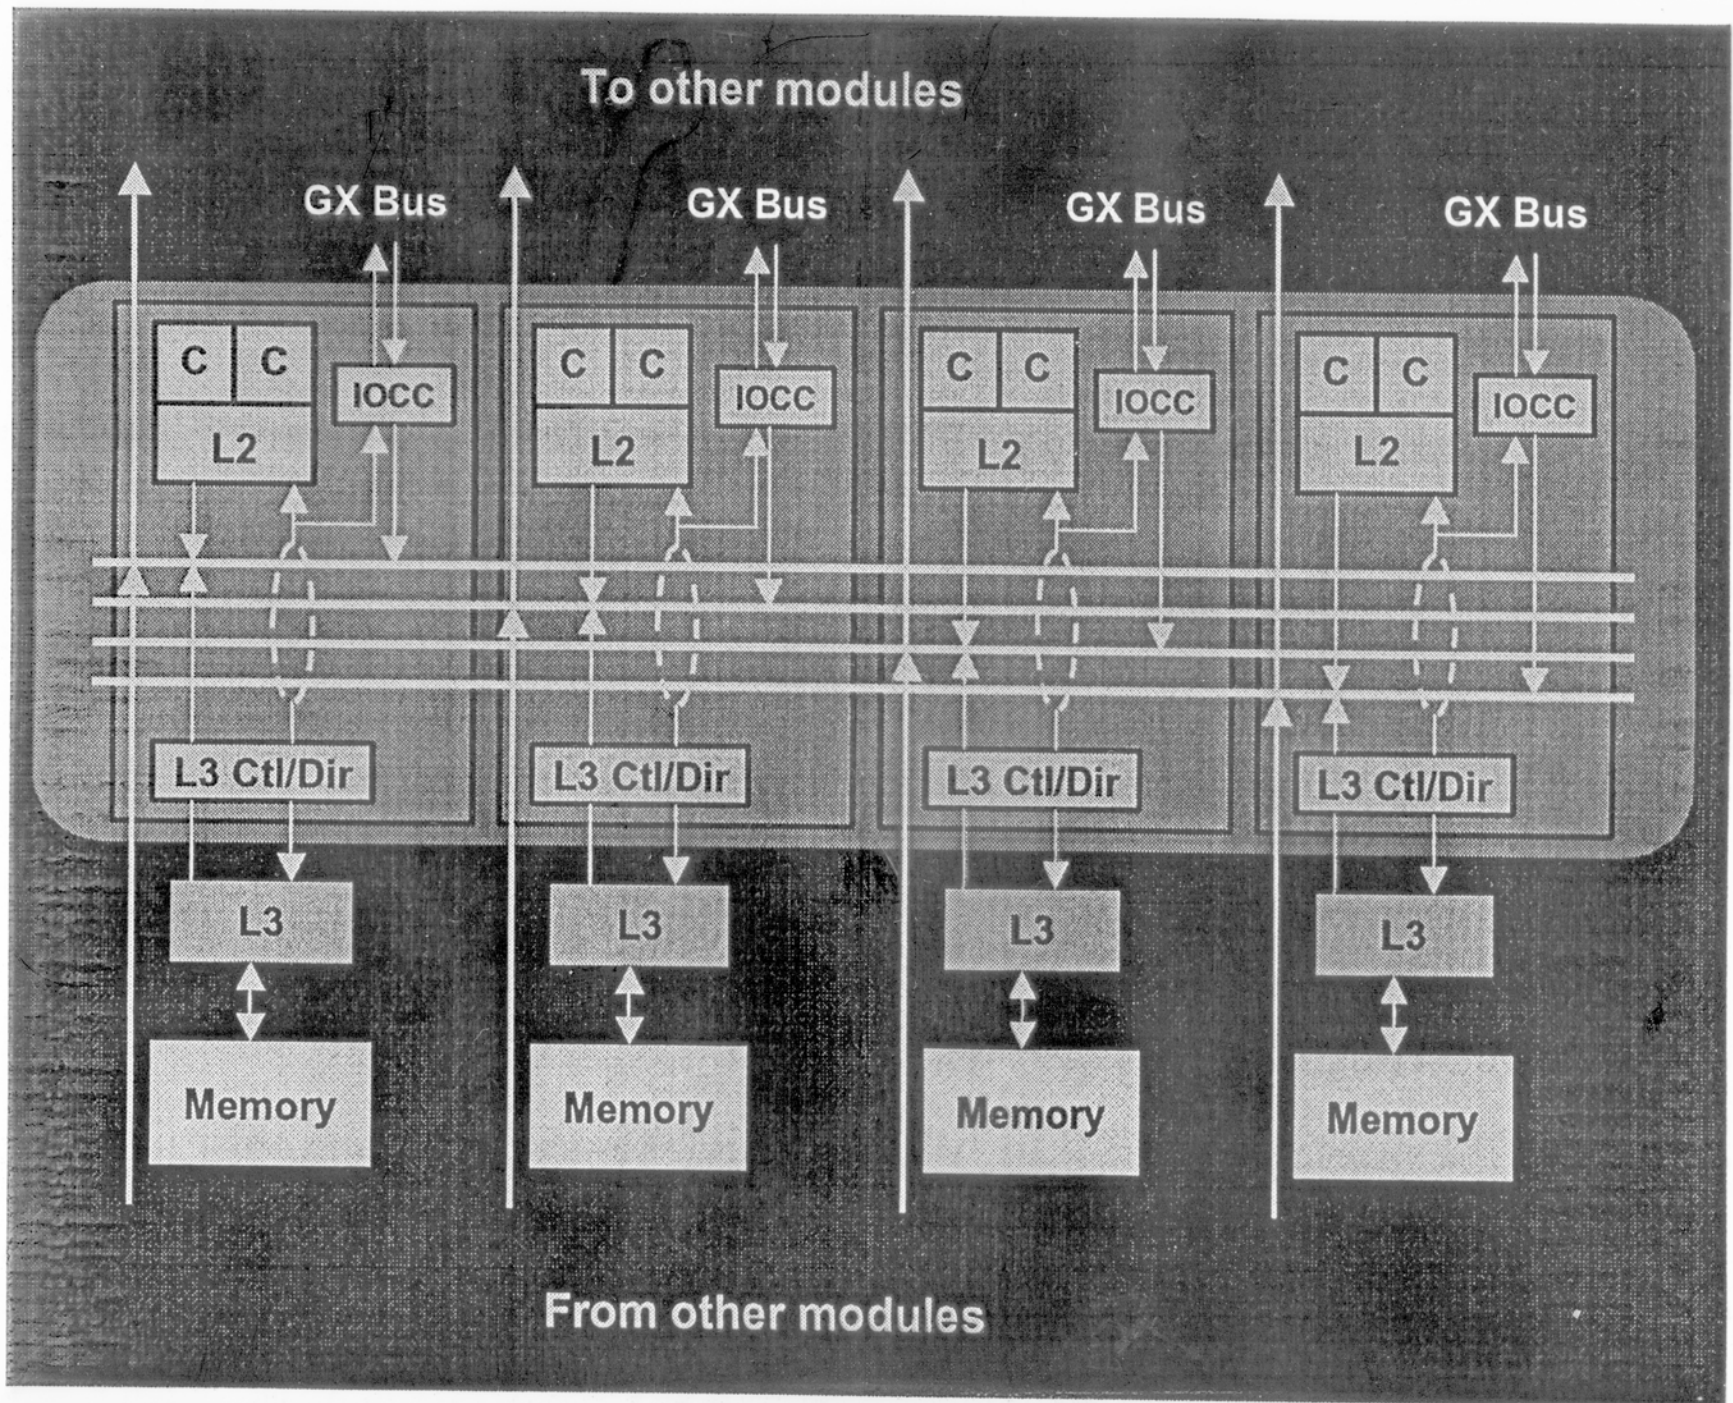 To other modules
GX Bus GX Bus GX Bus GX Bus
C C C C C C C C
IOCC IOCC IOCC IOCC
L2 L2 L2 L2
L3 Ctl/Dir L3 Ctl/Dir L3 Ctl/Dir L3 Ctl/Dir
L3 L3 L3 L3
Memory Memory Memory Memory
From other modules